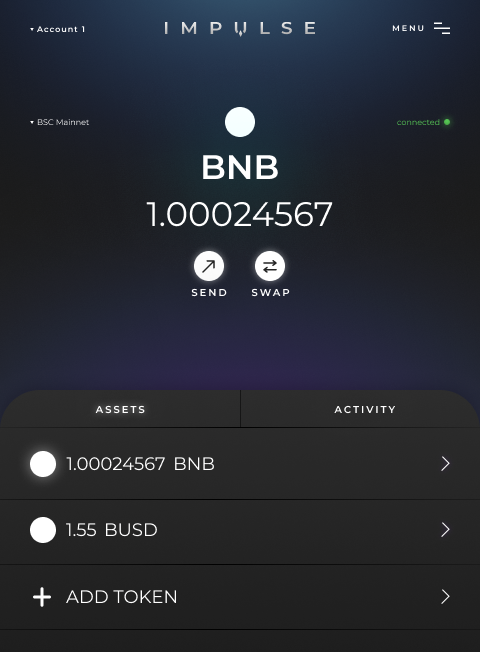 Account 1
IMPULSE
MENU
BSC Mainnet
connected
BNB
1.00024567
SEND SWAP
ASSETS ACTIVITY
1.00024567 BNB
1.55 BUSD
ADD TOKEN